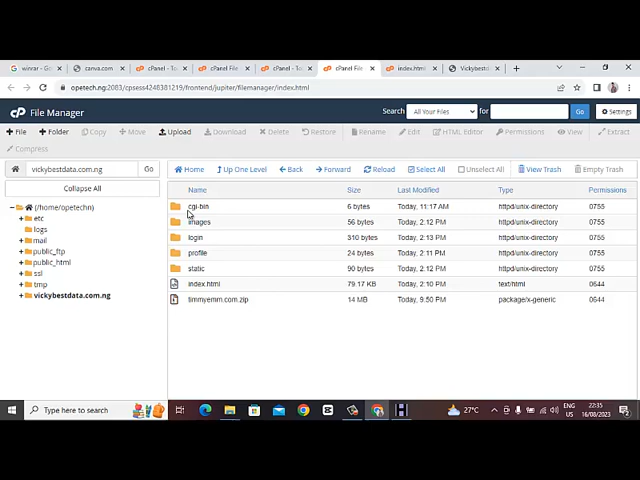 winrar - Go
canva.com
cPanel - To
cPanel File
cPanel - To
cPanel File
index.html
Vickybestd
opetech.ng:2083/cpsess4248381219/frontend/jupiter/filemanager/index.html
File Manager
Search All Your Files for Go Settings
File Folder Copy Move Upload Download Delete Restore Rename Edit HTML Editor Permissions View Extract
Compress
vickybestdata.com.ng Go Home Up One Level Back Forward Reload Select All Unselect All View Trash Empty Trash
Collapse All
Name Size Last Modified Type Permissions
(/home/opetechn)
etc
logs
mail
public_ftp
public_html
ssl
tmp
vickybestdata.com.ng
cgi-bin 6 bytes Today, 11:17 AM httpd/unix-directory 0755
images 56 bytes Today, 2:12 PM httpd/unix-directory 0755
login 310 bytes Today, 2:13 PM httpd/unix-directory 0755
profile 24 bytes Today, 2:11 PM httpd/unix-directory 0755
static 90 bytes Today, 2:12 PM httpd/unix-directory 0755
index.html 79.17 KB Today, 2:10 PM text/html 0644
timmyemm.com.zip 14 MB Today, 9:50 PM package/x-generic 0644
Type here to search
27°C
ENG
US
22:35
16/08/2023